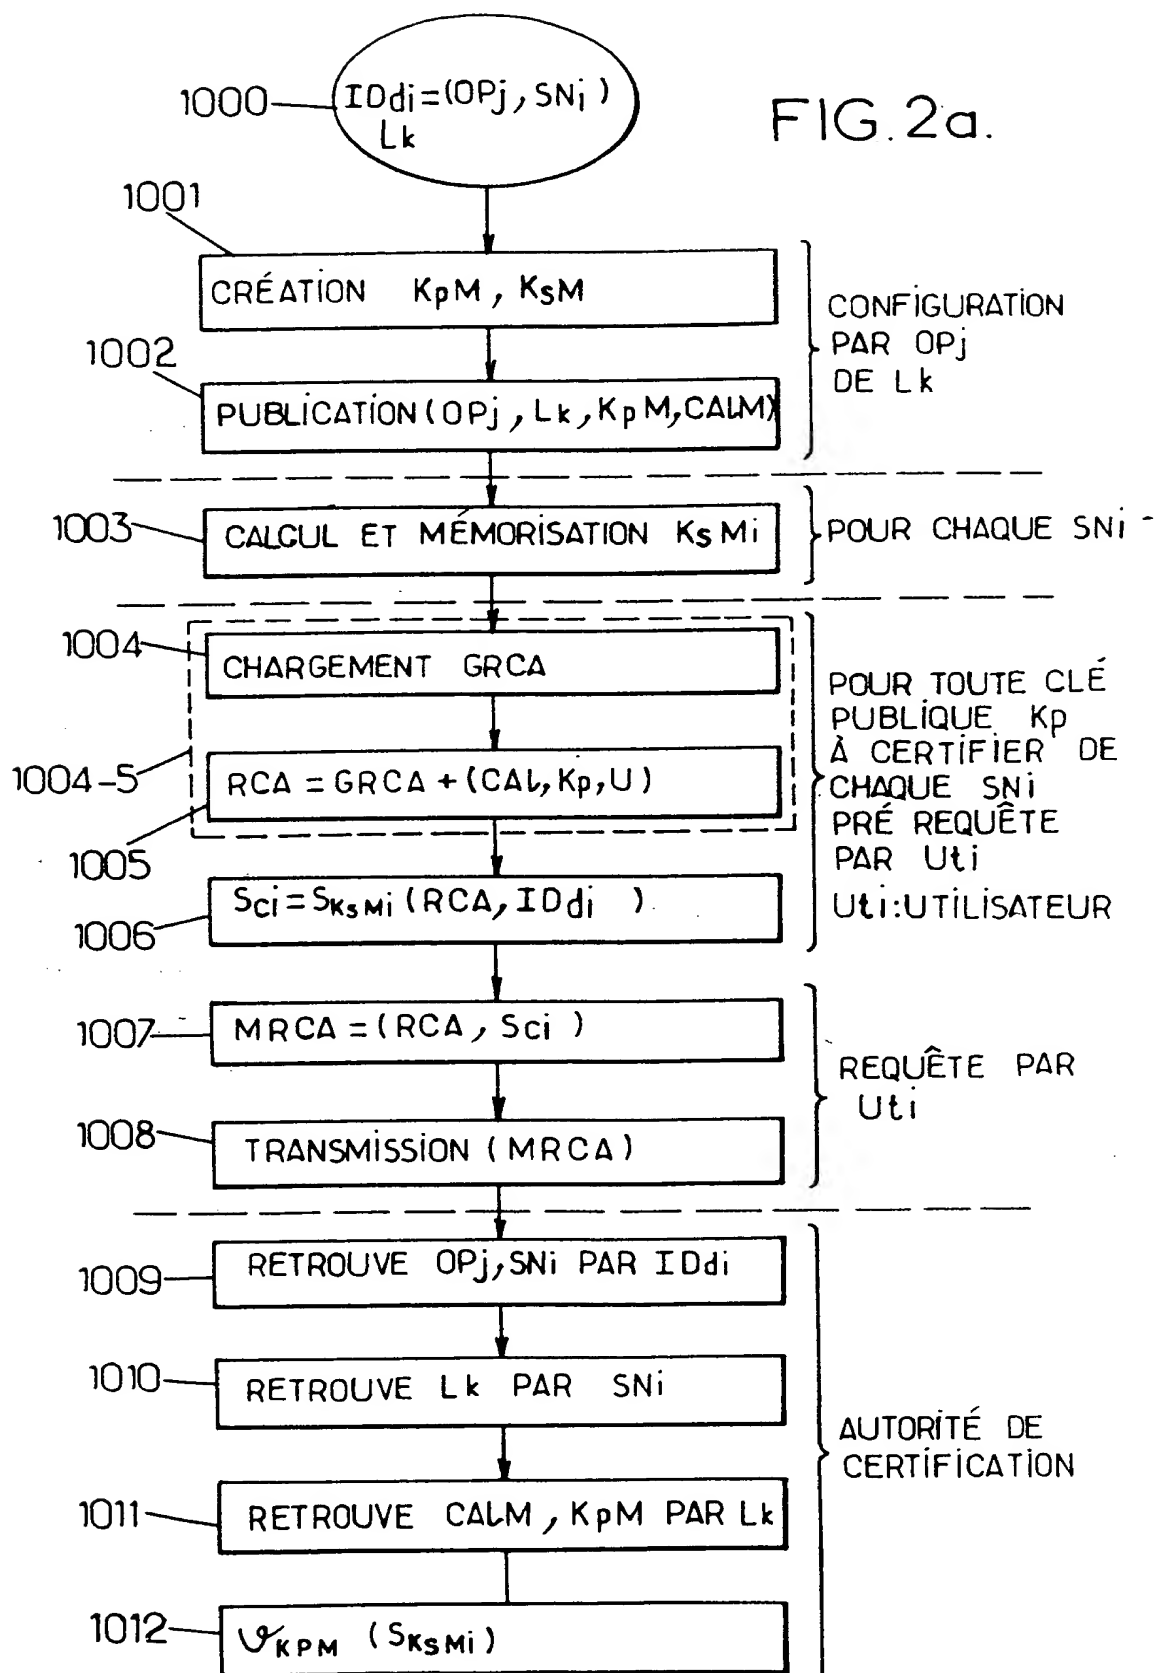 1000
IDdi=(OPj, SNi)
Lk
FIG.2a.
1001
CRÉATION KpM, KsM
1002
PUBLICATION(OPj, Lk, KpM, CALM)
CONFIGURATION
PAR OPj
DE Lk
1003
CALCUL ET MÉMORISATION KsMi
POUR CHAQUE SNi
1004
CHARGEMENT GRCA
1004-5
RCA = GRCA + (CAL, Kp, U)
1005
Sci=SKsMi (RCA, IDdi )
1006
POUR TOUTE CLÉ
PUBLIQUE Kp
À CERTIFIER DE
CHAQUE SNi
PRÉ REQUÊTE
PAR Uti
Uti:UTILISATEUR
1007
MRCA =(RCA, Sci )
1008
TRANSMISSION (MRCA)
REQUÊTE PAR
Uti
1009
RETROUVE OPj,SNi PAR IDdi
1010
RETROUVE Lk PAR SNi
1011
RETROUVE CALM, KpM PAR Lk
1012
𝒱KPM (SKsMi)
AUTORITÉ DE
CERTIFICATION